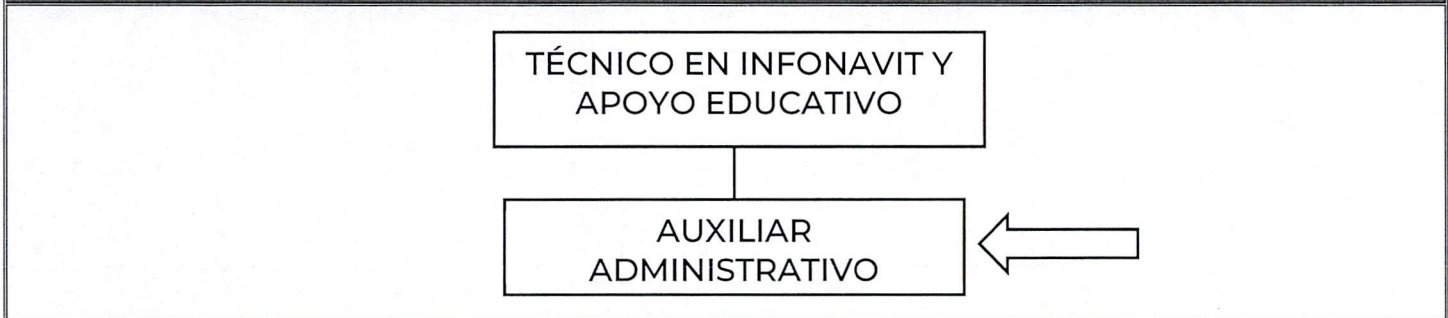 TÉCNICO EN INFONAVIT Y
APOYO EDUCATIVO
AUXILIAR
ADMINISTRATIVO